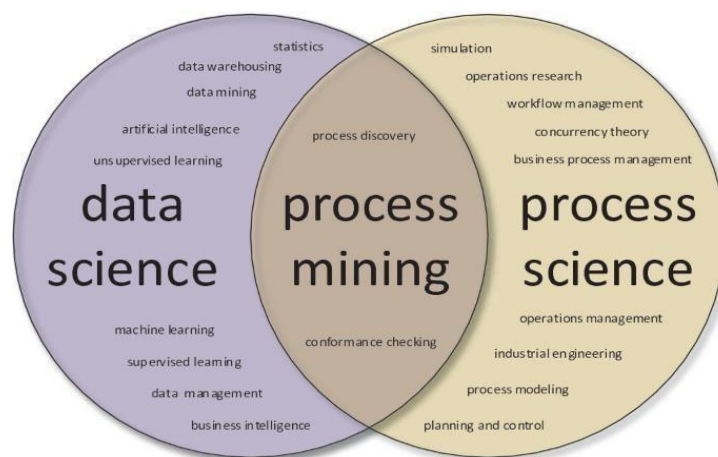 statistics
data warehousing
data mining
artificial intelligence
unsupervised learning
data
science
machine learning
supervised learning
data management
business intelligence
process discovery
process
mining
conformance checking
simulation
operations research
workflow management
concurrency theory
business process management
process
science
operations management
industrial engineering
process modeling
planning and control